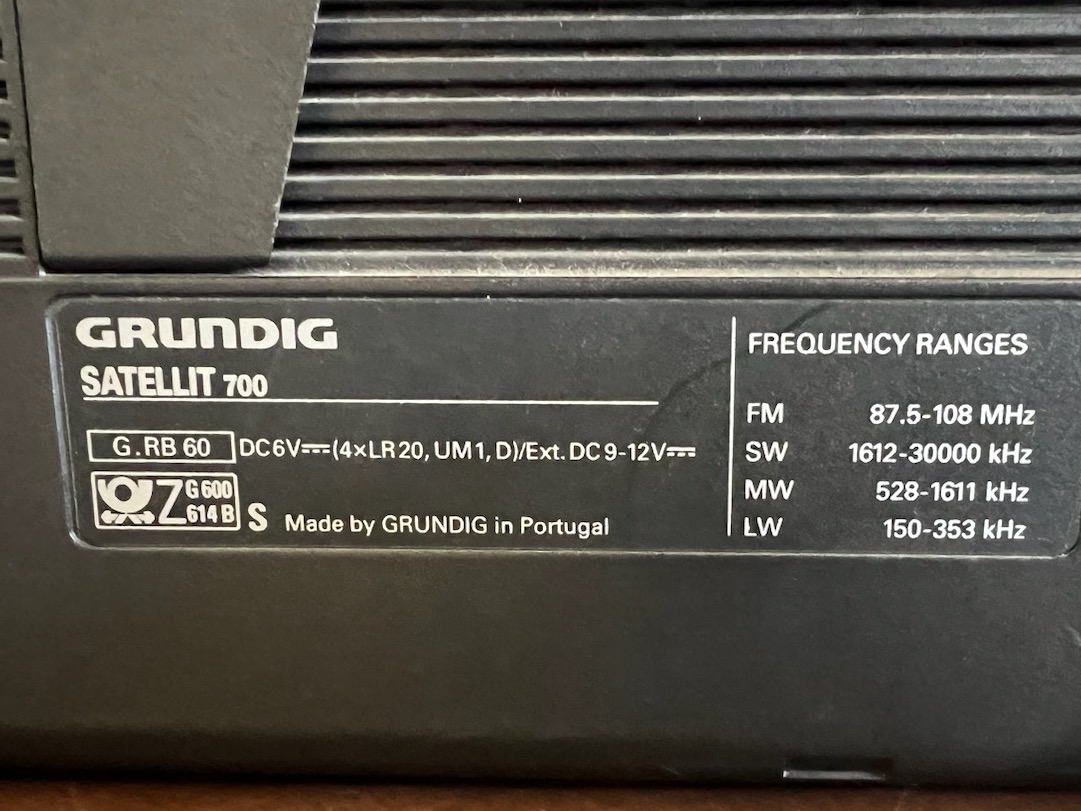 GRUNDIG
SATELLIT 700
G.RB 60 DC 6V⎓(4×LR20, UM1, D)/Ext. DC 9-12V⎓
Z G 600
614 B
S Made by GRUNDIG in Portugal
FREQUENCY RANGES
FM 87.5-108 MHz
SW 1612-30000 kHz
MW 528-1611 kHz
LW 150-353 kHz